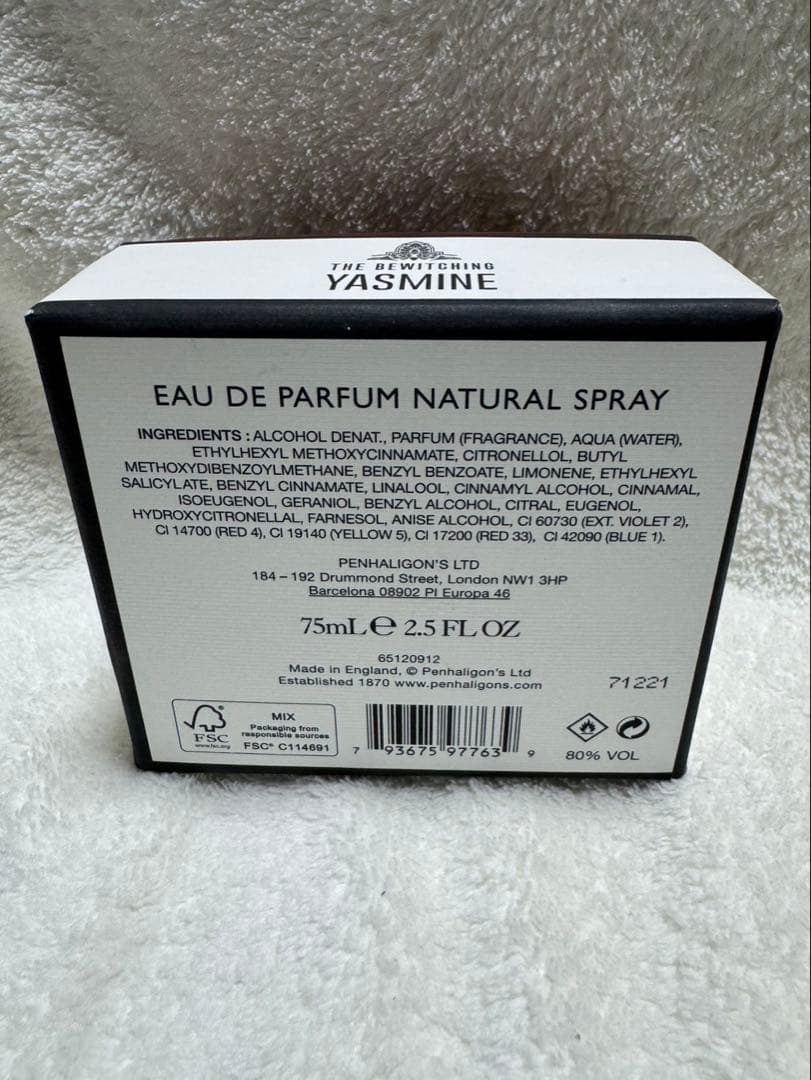 THE BEWITCHING
YASMINE
EAU DE PARFUM NATURAL SPRAY
INGREDIENTS : ALCOHOL DENAT., PARFUM (FRAGRANCE), AQUA (WATER),
ETHYLHEXYL METHOXYCINNAMATE, CITRONELLOL, BUTYL
METHOXYDIBENZOYLMETHANE, BENZYL BENZOATE, LIMONENE, ETHYLHEXYL
SALICYLATE, BENZYL CINNAMATE, LINALOOL, CINNAMYL ALCOHOL, CINNAMAL,
ISOEUGENOL, GERANIOL, BENZYL ALCOHOL, CITRAL, EUGENOL,
HYDROXYCITRONELLAL, FARNESOL, ANISE ALCOHOL, CI 60730 (EXT. VIOLET 2),
CI 14700 (RED 4), CI 19140 (YELLOW 5), CI 17200 (RED 33), CI 42090 (BLUE 1).
PENHALIGON'S LTD
184 – 192 Drummond Street, London NW1 3HP
Barcelona 08902 Pl Europa 46
75mL e 2.5 FL OZ
65120912
Made in England, © Penhaligon's Ltd
Established 1870 www.penhaligons.com
71221
FSC
www.fsc.org
MIX
Packaging from
responsible sources
FSC® C114691
7 93675 97763 9
80% VOL